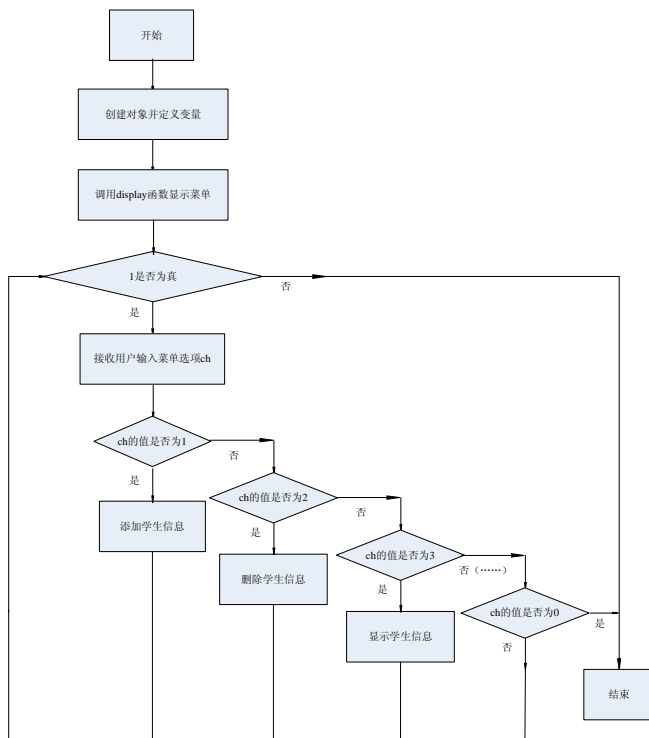 开始
创建对象并定义变量
调用display函数显示菜单
1是否为真
否
是
接收用户输入菜单选项ch
ch的值是否为1
否
是
ch的值是否为2
添加学生信息
否
是
ch的值是否为3
否（……）
删除学生信息
是
ch的值是否为0
是
显示学生信息
否
结束